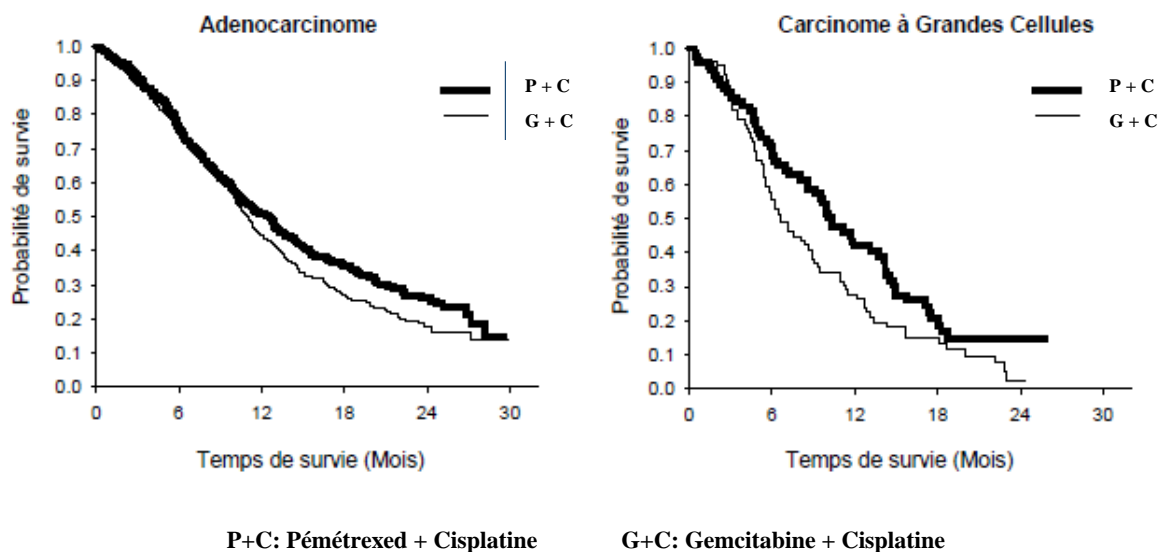 Adenocarcinome
Probabilité de survie
1.0
0.9
0.8
0.7
0.6
0.5
0.4
0.3
0.2
0.1
0.0
P + C
G + C
0 6 12 18 24 30
Temps de survie (Mois)
Carcinome à Grandes Cellules
Probabilité de survie
1.0
0.9
0.8
0.7
0.6
0.5
0.4
0.3
0.2
0.1
0.0
P + C
G + C
0 6 12 18 24 30
Temps de survie (Mois)
P+C: Pémétrexed + Cisplatine G+C: Gemcitabine + Cisplatine